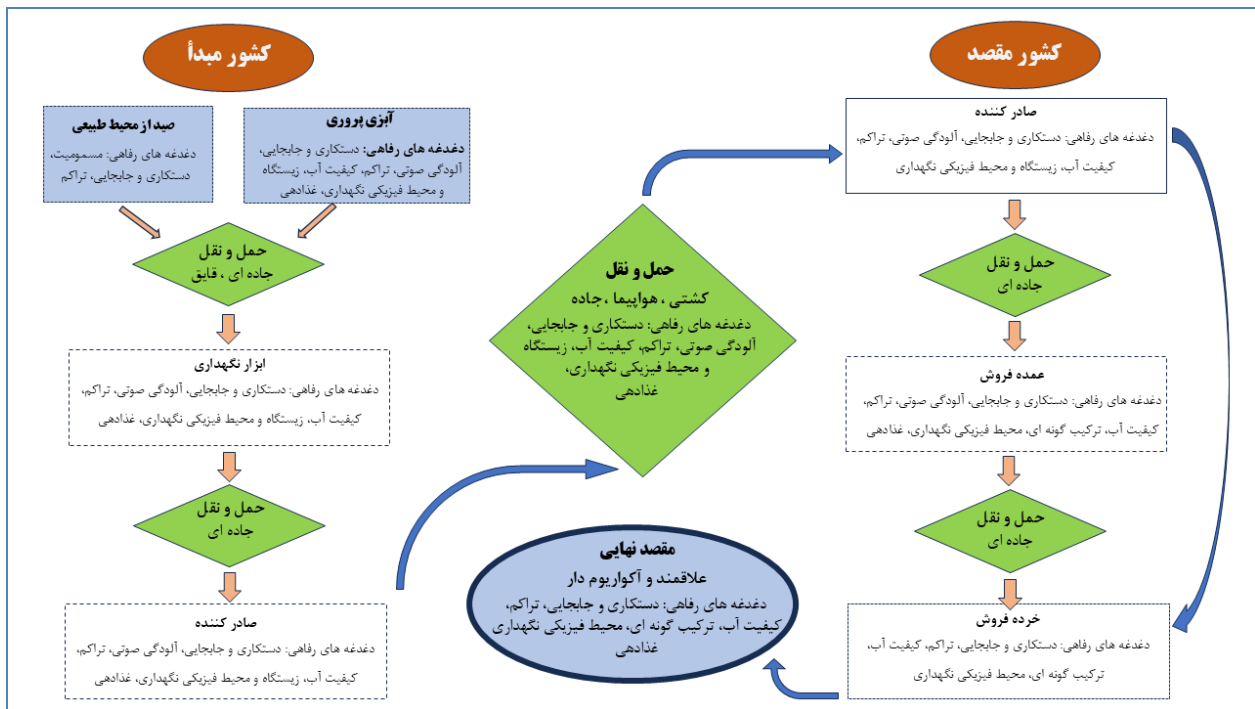 کشور مبدأ
صید از محیط طبیعی
دغدغه های رفاهی: مسمومیت،
دستکاری و جابجایی، تراکم
آبزی پروری
دغدغه های رفاهی: دستکاری و جابجایی،
آلودگی صوتی، تراکم، کیفیت آب، زیستگاه
و محیط فیزیکی نگهداری، غذادهی
حمل و نقل
جاده ای ، قایق
ابزار نگهداری
دغدغه های رفاهی: دستکاری و جابجایی، آلودگی صوتی، تراکم،
کیفیت آب، زیستگاه و محیط فیزیکی نگهداری، غذادهی
حمل و نقل
جاده ای
صادر کننده
دغدغه های رفاهی: دستکاری و جابجایی، آلودگی صوتی، تراکم،
کیفیت آب، زیستگاه و محیط فیزیکی نگهداری، غذادهی
حمل و نقل
کشتی ، هواپیما ، جاده
دغدغه های رفاهی: دستکاری و جابجایی،
آلودگی صوتی، تراکم، کیفیت آب، زیستگاه
و محیط فیزیکی نگهداری،
غذادهی
کشور مقصد
صادر کننده
دغدغه های رفاهی: دستکاری و جابجایی، آلودگی صوتی، تراکم،
کیفیت آب، زیستگاه و محیط فیزیکی نگهداری
حمل و نقل
جاده ای
عمده فروش
دغدغه های رفاهی: دستکاری و جابجایی، آلودگی صوتی، تراکم،
کیفیت آب، ترکیب گونه ای، محیط فیزیکی نگهداری، غذادهی
حمل و نقل
جاده ای
خرده فروش
دغدغه های رفاهی: دستکاری و جابجایی، تراکم، کیفیت آب،
ترکیب گونه ای، محیط فیزیکی نگهداری
مقصد نهایی
علاقمند و آکواریوم دار
دغدغه های رفاهی: دستکاری و جابجایی، تراکم،
کیفیت آب، ترکیب گونه ای، محیط فیزیکی نگهداری
غذادهی